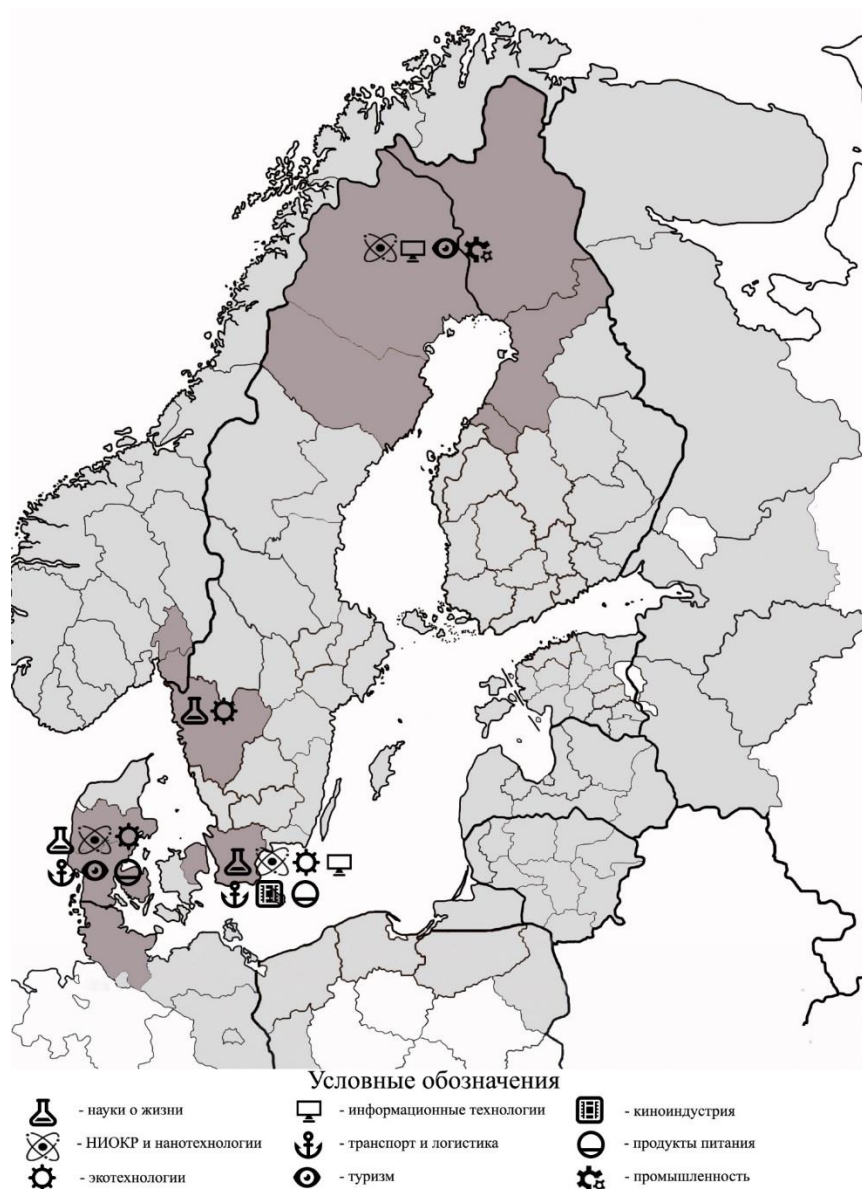 Условные обозначения
- науки о жизни - информационные технологии - киноиндустрия
- НИОКР и нанотехнологии - транспорт и логистика - продукты питания
- экотехнологии - туризм - промышленность